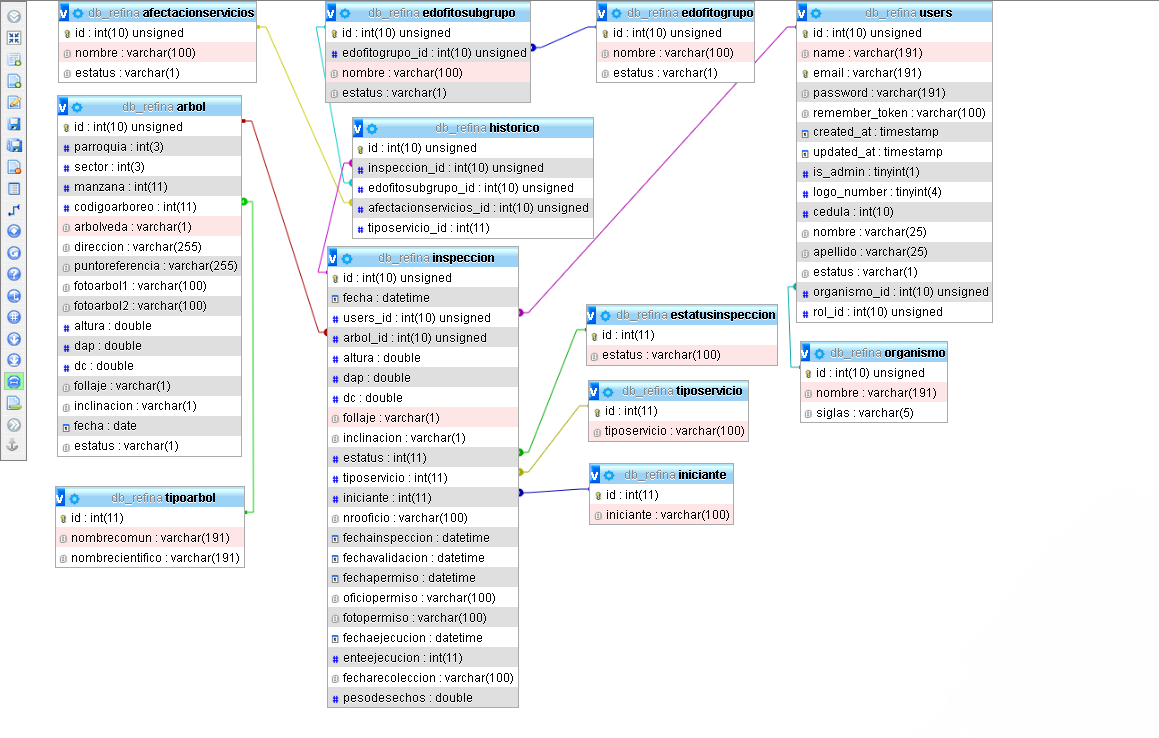 v db_refina afectacionservicios
id : int(10) unsigned
nombre : varchar(100)
estatus : varchar(1)
v db_refina edofitosubgrupo
id : int(10) unsigned
# edofitogrupo_id : int(10) unsigned
nombre : varchar(100)
estatus : varchar(1)
v db_refina edofitogrupo
id : int(10) unsigned
nombre : varchar(100)
estatus : varchar(1)
v db_refina users
id : int(10) unsigned
name : varchar(191)
email : varchar(191)
password : varchar(191)
remember_token : varchar(100)
created_at : timestamp
updated_at : timestamp
# is_admin : tinyint(1)
# logo_number : tinyint(4)
# cedula : int(10)
nombre : varchar(25)
apellido : varchar(25)
estatus : varchar(1)
# organismo_id : int(10) unsigned
# rol_id : int(10) unsigned
v db_refina arbol
id : int(10) unsigned
# parroquia : int(3)
# sector : int(3)
# manzana : int(11)
# codigoarboreo : int(11)
arbolveda : varchar(1)
direccion : varchar(255)
puntoreferencia : varchar(255)
fotoarbol1 : varchar(100)
fotoarbol2 : varchar(100)
# altura : double
# dap : double
# dc : double
follaje : varchar(1)
inclinacion : varchar(1)
fecha : date
estatus : varchar(1)
v db_refina historico
id : int(10) unsigned
# inspeccion_id : int(10) unsigned
# edofitosubgrupo_id : int(10) unsigned
# afectacionservicios_id : int(10) unsigned
# tiposervicio_id : int(11)
v db_refina inspeccion
id : int(10) unsigned
fecha : datetime
# users_id : int(10) unsigned
# arbol_id : int(10) unsigned
# altura : double
# dap : double
# dc : double
follaje : varchar(1)
inclinacion : varchar(1)
# estatus : int(11)
# tiposervicio : int(11)
# iniciante : int(11)
nrooficio : varchar(100)
fechainspeccion : datetime
fechavalidacion : datetime
fechapermiso : datetime
oficiopermiso : varchar(100)
fotopermiso : varchar(100)
fechaejecucion : datetime
# enteejecucion : int(11)
fecharecoleccion : varchar(100)
# pesodesechos : double
v db_refina estatusinspeccion
id : int(11)
estatus : varchar(100)
v db_refina organismo
id : int(10) unsigned
nombre : varchar(191)
siglas : varchar(5)
v db_refina tiposervicio
id : int(11)
tiposervicio : varchar(100)
v db_refina iniciante
id : int(11)
iniciante : varchar(100)
v db_refina tipoarbol
id : int(11)
nombrecomun : varchar(191)
nombrecientifico : varchar(191)